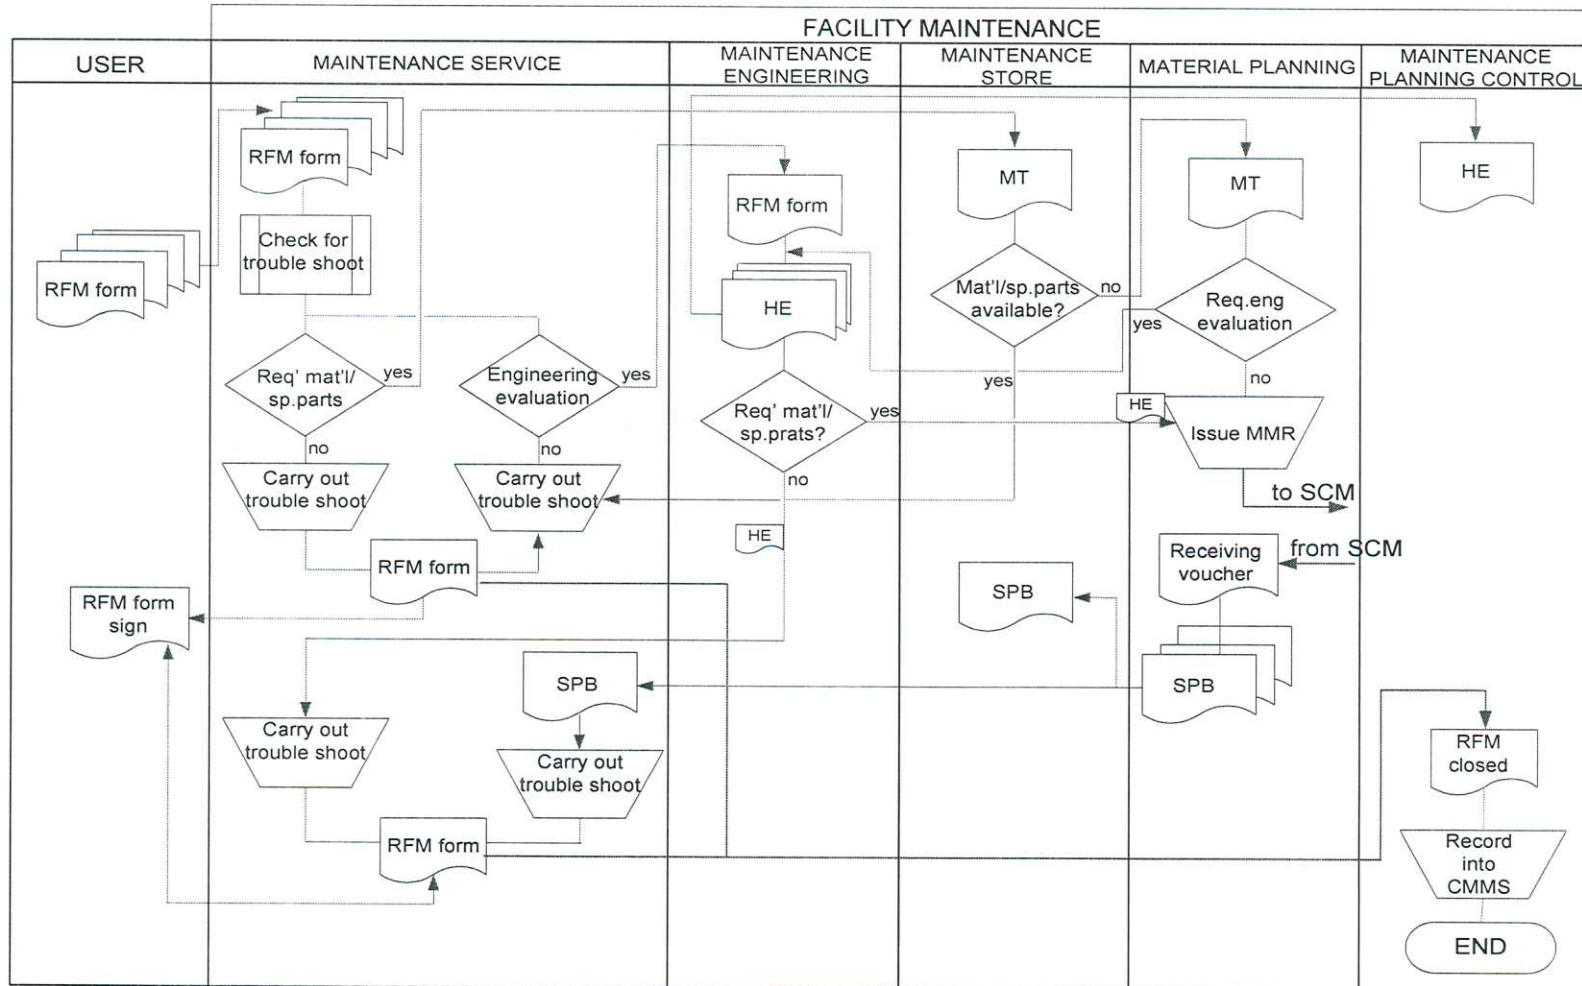 FACILITY MAINTENANCE
USER
MAINTENANCE SERVICE
MAINTENANCE
ENGINEERING
MAINTENANCE
STORE
MATERIAL PLANNING
MAINTENANCE
PLANNING CONTROL
RFM form
RFM form
Check for
trouble shoot
Req' mat'l/
sp.parts
yes
no
Engineering
evaluation
yes
no
Carry out
trouble shoot
Carry out
trouble shoot
RFM form
RFM form
sign
Carry out
trouble shoot
SPB
Carry out
trouble shoot
RFM form
RFM form
HE
Req' mat'l/
sp.prats?
yes
no
HE
MT
Mat'l/sp.parts
available?
no
yes
SPB
MT
Req.eng
evaluation
yes
no
HE
Issue MMR
to SCM
Receiving
voucher
from SCM
SPB
HE
RFM
closed
Record
into
CMMS
END